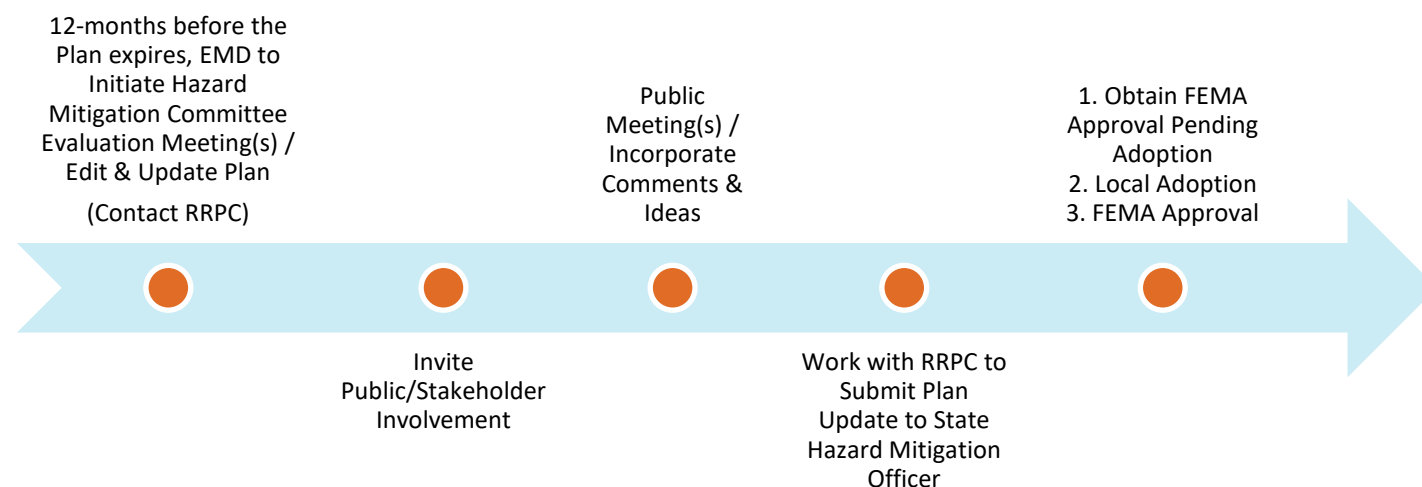 12-months before the
Plan expires, EMD to
Initiate Hazard
Mitigation Committee
Evaluation Meeting(s) /
Edit & Update Plan
(Contact RRPC)
Invite
Public/Stakeholder
Involvement
Public
Meeting(s) /
Incorporate
Comments &
Ideas
Work with RRPC to
Submit Plan
Update to State
Hazard Mitigation
Officer
1. Obtain FEMA
Approval Pending
Adoption
2. Local Adoption
3. FEMA Approval